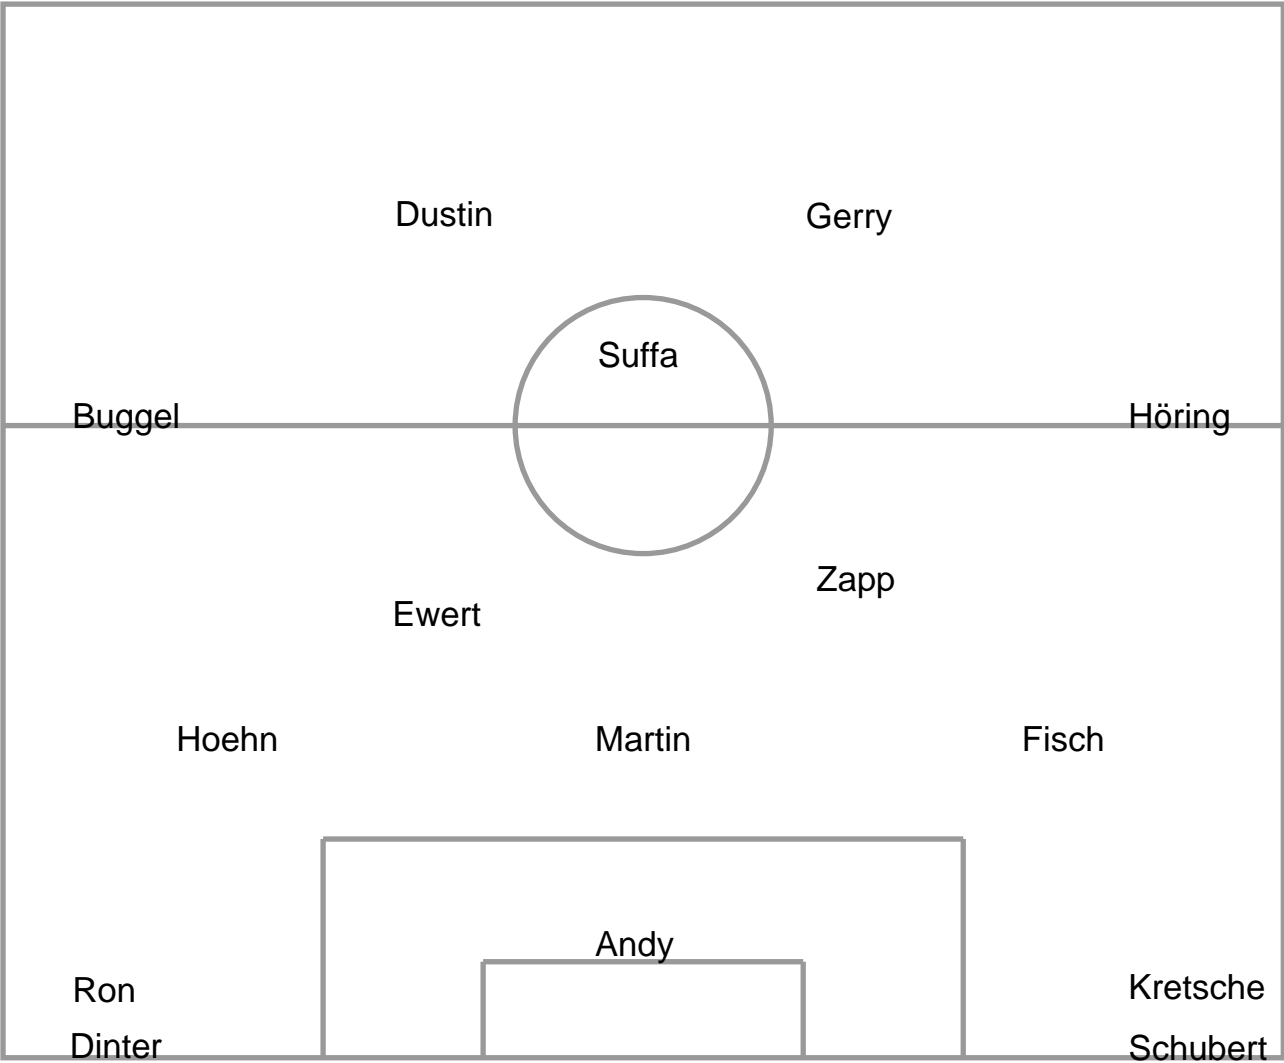 Dustin
Gerry
Suffa
Buggel
Höring
Zapp
Ewert
Hoehn
Martin
Fisch
Andy
Ron
Kretsche
Dinter
Schubert